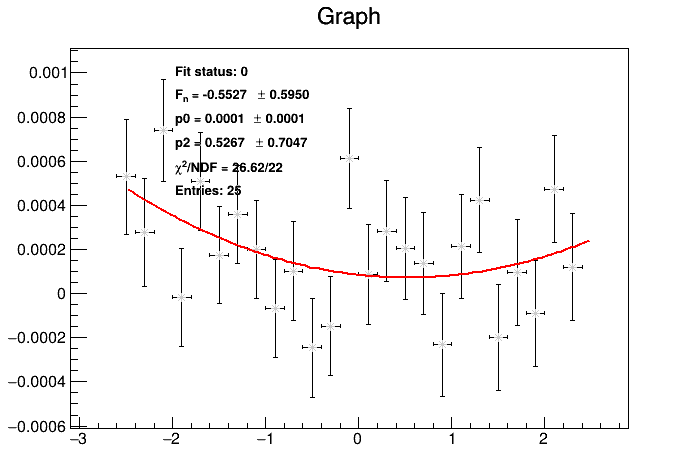 Graph
Fit status: 0
Fn = -0.5527 ± 0.5950
p0 = 0.0001 ± 0.0001
p2 = 0.5267 ± 0.7047
χ²/NDF = 26.62/22
Entries: 25
0.001
0.0008
0.0006
0.0004
0.0002
0
−0.0002
−0.0004
−0.0006
−3 −2 −1 0 1 2